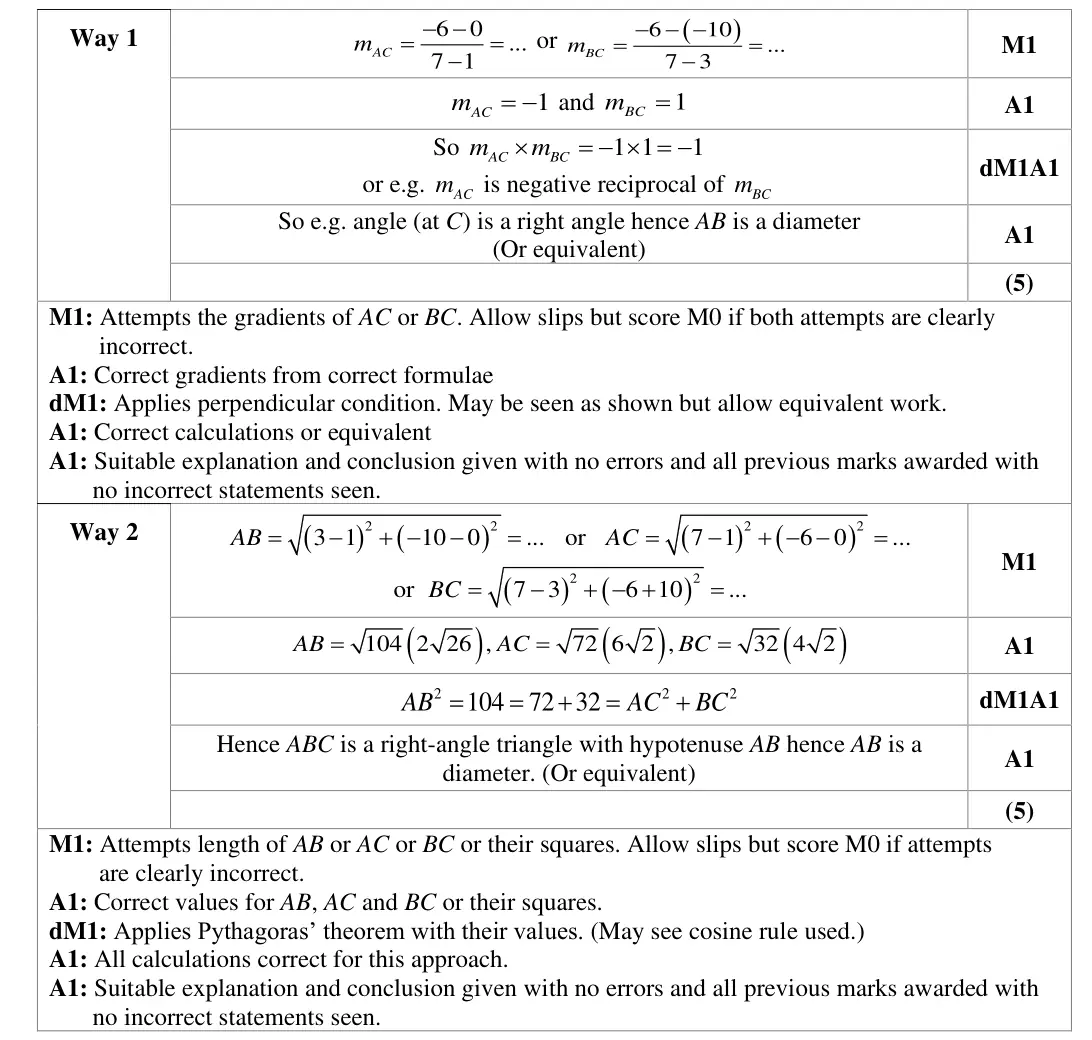 Way 1
m_AC = (−6−0)/(7−1) = ... or m_BC = (−6−(−10))/(7−3) = ...
M1
m_AC = −1 and m_BC = 1
A1
So m_AC × m_BC = −1×1 = −1
or e.g. m_AC is negative reciprocal of m_BC
dM1A1
So e.g. angle (at C) is a right angle hence AB is a diameter
(Or equivalent)
A1
(5)
M1: Attempts the gradients of AC or BC. Allow slips but score M0 if both attempts are clearly
incorrect.
A1: Correct gradients from correct formulae
dM1: Applies perpendicular condition. May be seen as shown but allow equivalent work.
A1: Correct calculations or equivalent
A1: Suitable explanation and conclusion given with no errors and all previous marks awarded with
no incorrect statements seen.
Way 2
AB = √((3−1)²+(−10−0)²) = ... or AC = √((7−1)²+(−6−0)²) = ...
or BC = √((7−3)²+(−6+10)²) = ...
M1
AB = √104(2√26), AC = √72(6√2), BC = √32(4√2)
A1
AB² = 104 = 72+32 = AC² + BC²
dM1A1
Hence ABC is a right-angle triangle with hypotenuse AB hence AB is a
diameter. (Or equivalent)
A1
(5)
M1: Attempts length of AB or AC or BC or their squares. Allow slips but score M0 if attempts
are clearly incorrect.
A1: Correct values for AB, AC and BC or their squares.
dM1: Applies Pythagoras’ theorem with their values. (May see cosine rule used.)
A1: All calculations correct for this approach.
A1: Suitable explanation and conclusion given with no errors and all previous marks awarded with
no incorrect statements seen.